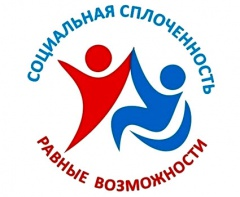 СОЦИАЛЬНАЯ СПЛОЧЕННОСТЬ
РАВНЫЕ ВОЗМОЖНОСТИ